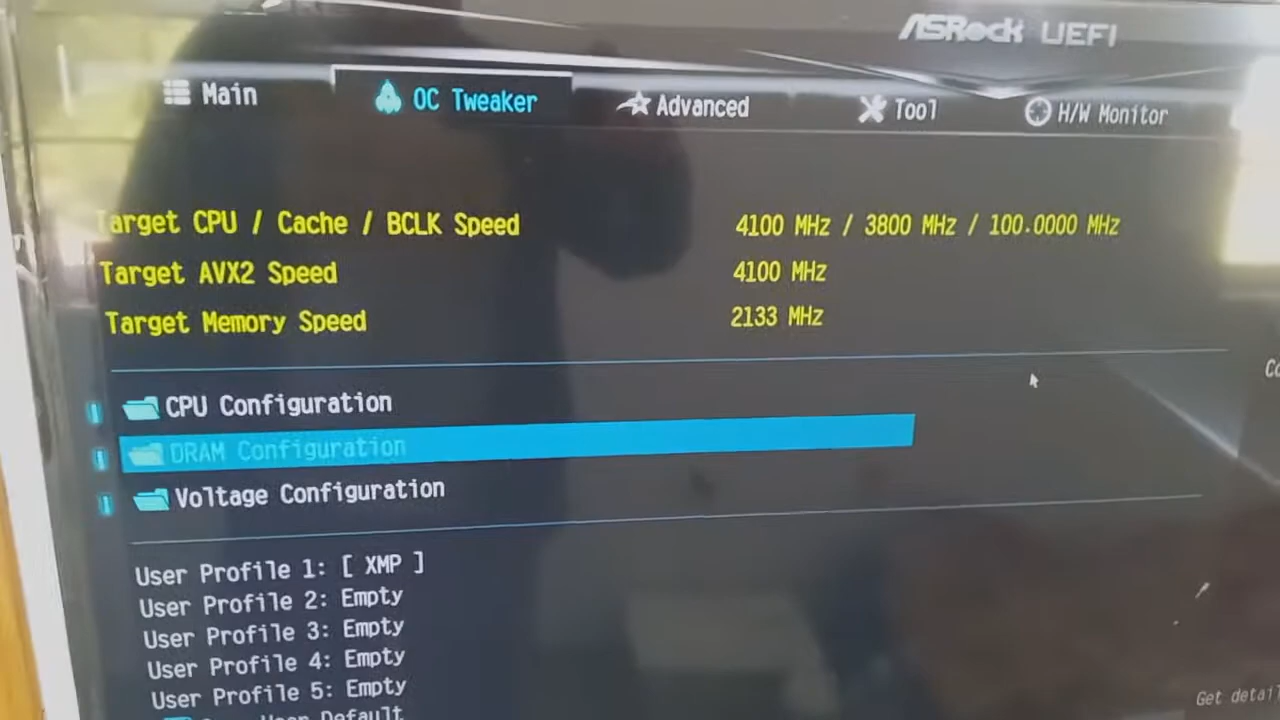 ASRock UEFI
Main
OC Tweaker
Advanced
Tool
H/W Monitor
Target CPU / Cache / BCLK Speed 4100 MHz / 3800 MHz / 100.0000 MHz
Target AVX2 Speed 4100 MHz
Target Memory Speed 2133 MHz
CPU Configuration
DRAM Configuration
Voltage Configuration
User Profile 1: [ XMP ]
User Profile 2: Empty
User Profile 3: Empty
User Profile 4: Empty
User Profile 5: Empty
User Default
Get detai